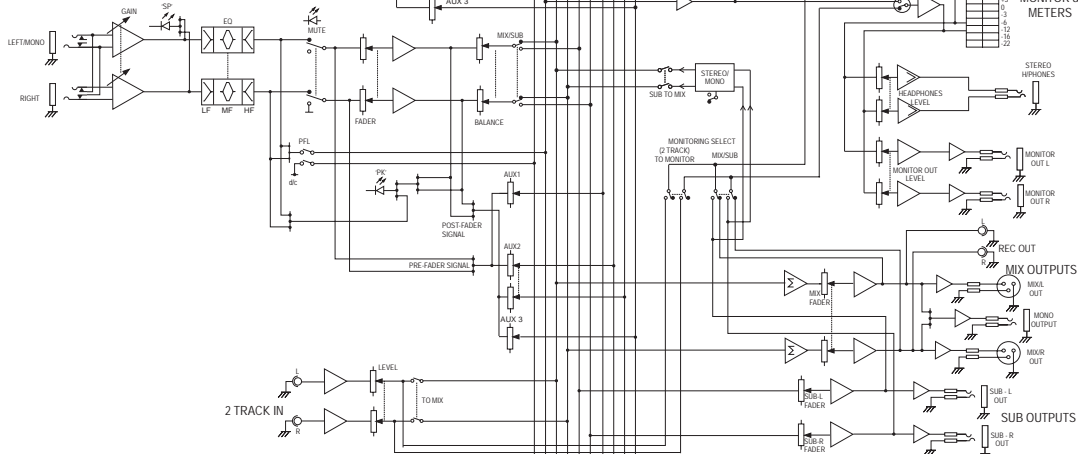 AUX 3
MONITOR &
METERS
0
-3
-6
-12
-16
-22
'SP'
GAIN
EQ
MUTE
LEFT/MONO
RIGHT
LF MF HF
MIX/SUB
FADER
BALANCE
STEREO/
MONO
SUB TO MIX
STEREO
H/PHONES
HEADPHONES
LEVEL
PFL
d/c
'PK'
MONITORING SELECT
(2 TRACK)
TO MONITOR
MIX/SUB
MONITOR
OUT L
MONITOR OUT
LEVEL
MONITOR
OUT R
AUX1
POST-FADER
SIGNAL
AUX2
PRE-FADER SIGNAL
AUX 3
L
REC OUT
R
MIX OUTPUTS
Σ
MIX
FADER
MIX/L
OUT
MONO
OUTPUT
Σ
MIX/R
OUT
L
LEVEL
TO MIX
2 TRACK IN
R
SUB-L
FADER
SUB - L
OUT
SUB OUTPUTS
SUB-R
FADER
SUB - R
OUT